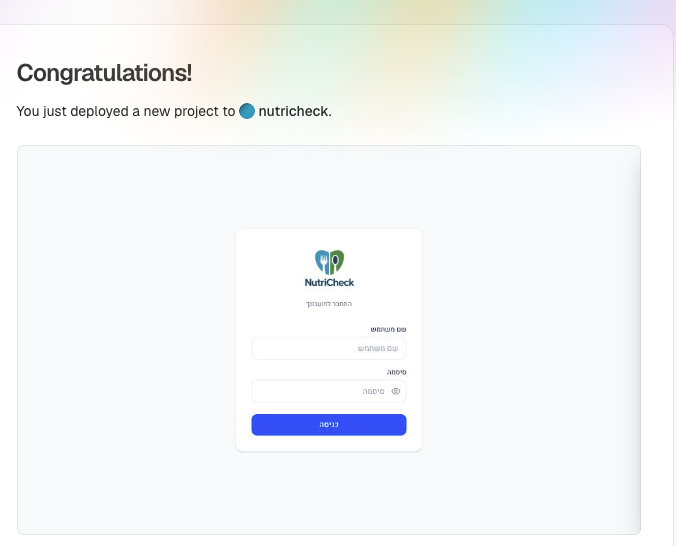 Congratulations!
You just deployed a new project to nutricheck.
NutriCheck
התחבר לחשבונך
שם משתמש
שם משתמש
סיסמה
סיסמה
כניסה